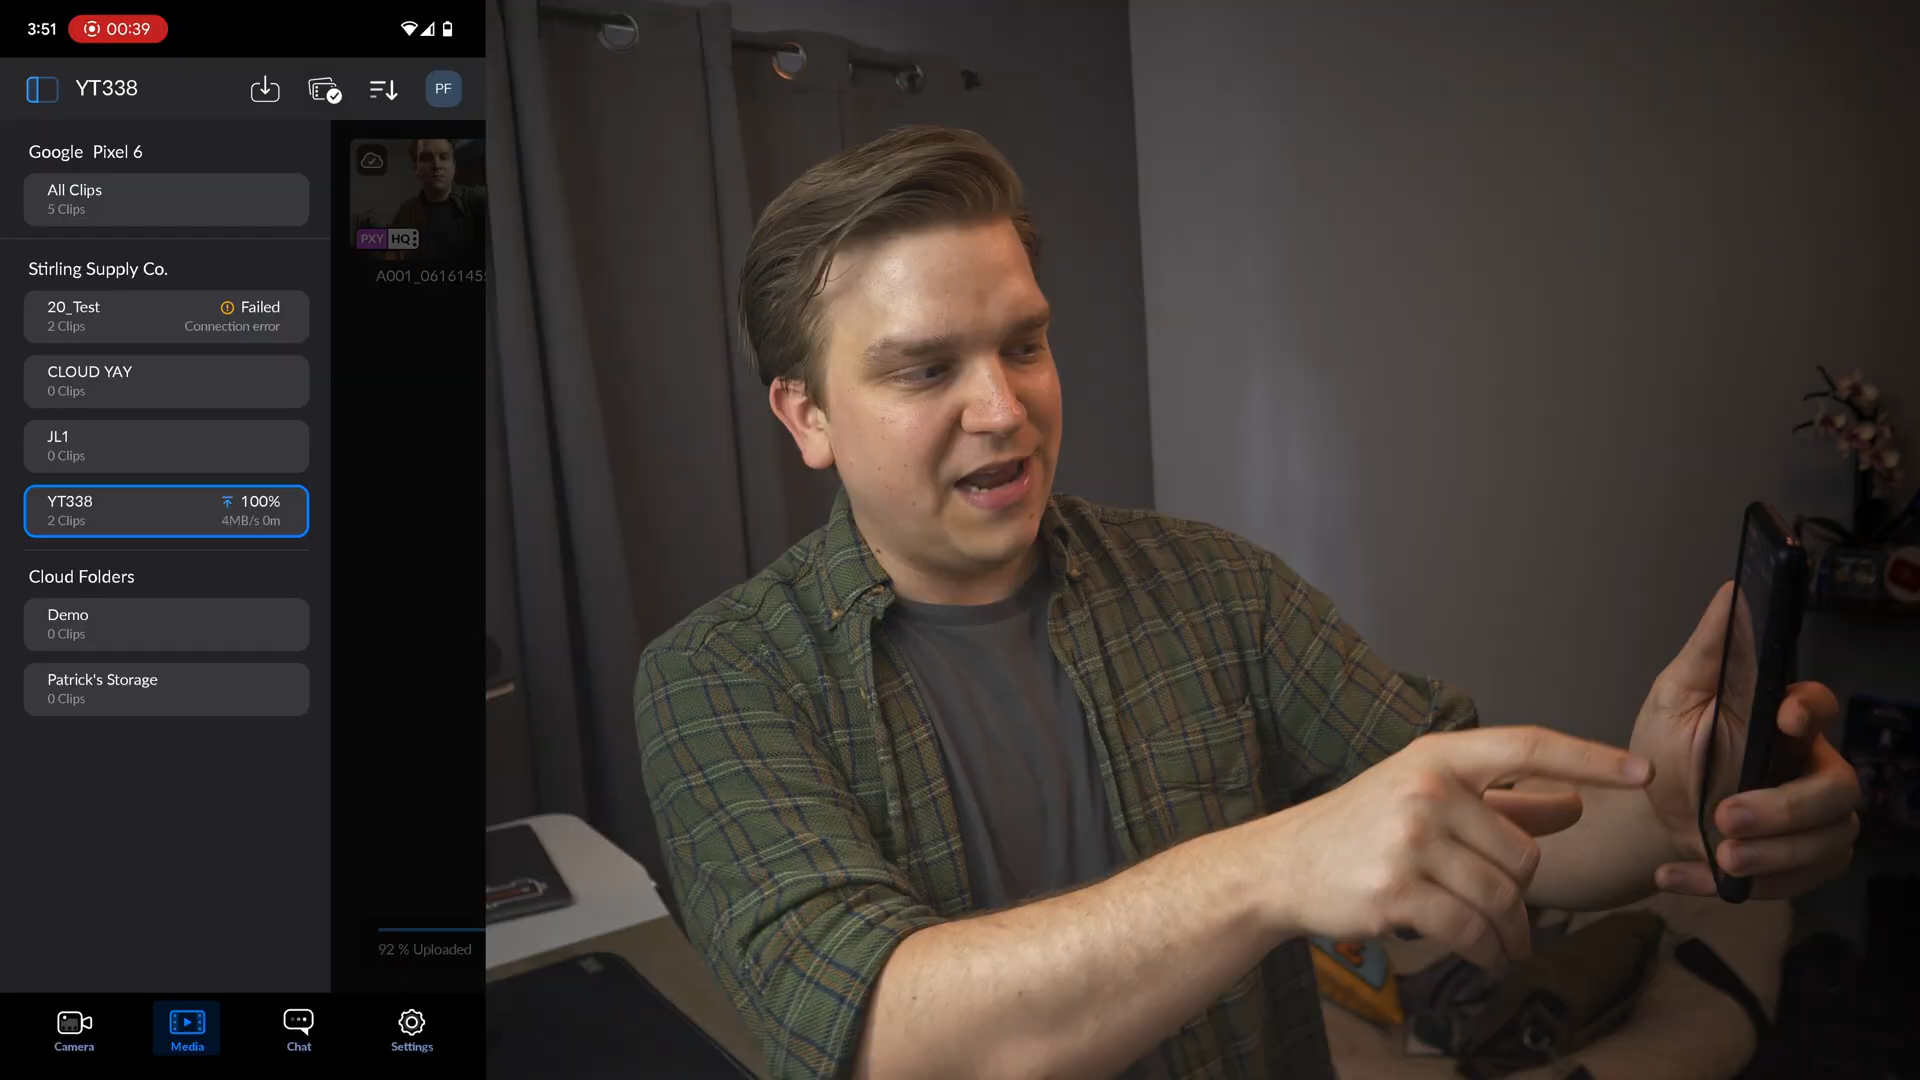 3:51 00:39
YT338 PF
Google Pixel 6
All Clips
5 Clips
PXY HQ
A001_0616145
Stirling Supply Co.
20_Test Failed
2 Clips Connection error
CLOUD YAY
0 Clips
JL1
0 Clips
YT338 100%
2 Clips 4MB/s 0m
Cloud Folders
Demo
0 Clips
Patrick's Storage
0 Clips
92 % Uploaded
Camera Media Chat Settings